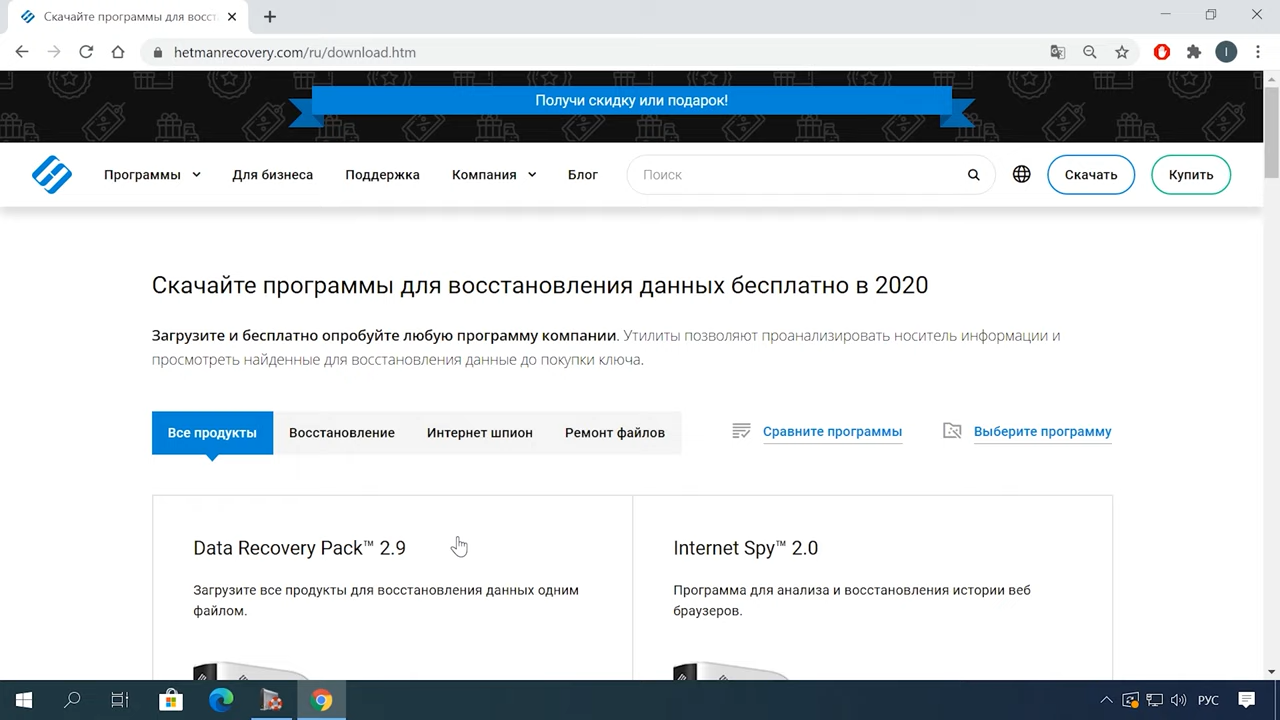 Скачайте программы для восст
hetmanrecovery.com/ru/download.htm
I
Получи скидку или подарок!
Программы
Для бизнеса
Поддержка
Компания
Блог
Поиск
Скачать
Купить
Скачайте программы для восстановления данных бесплатно в 2020
Загрузите и бесплатно опробуйте любую программу компании. Утилиты позволяют проанализировать носитель информации и
просмотреть найденные для восстановления данные до покупки ключа.
Все продукты
Восстановление
Интернет шпион
Ремонт файлов
Сравните программы
Выберите программу
Data Recovery Pack™ 2.9
Internet Spy™ 2.0
Загрузите все продукты для восстановления данных одним
файлом.
Программа для анализа и восстановления истории веб
браузеров.
РУС